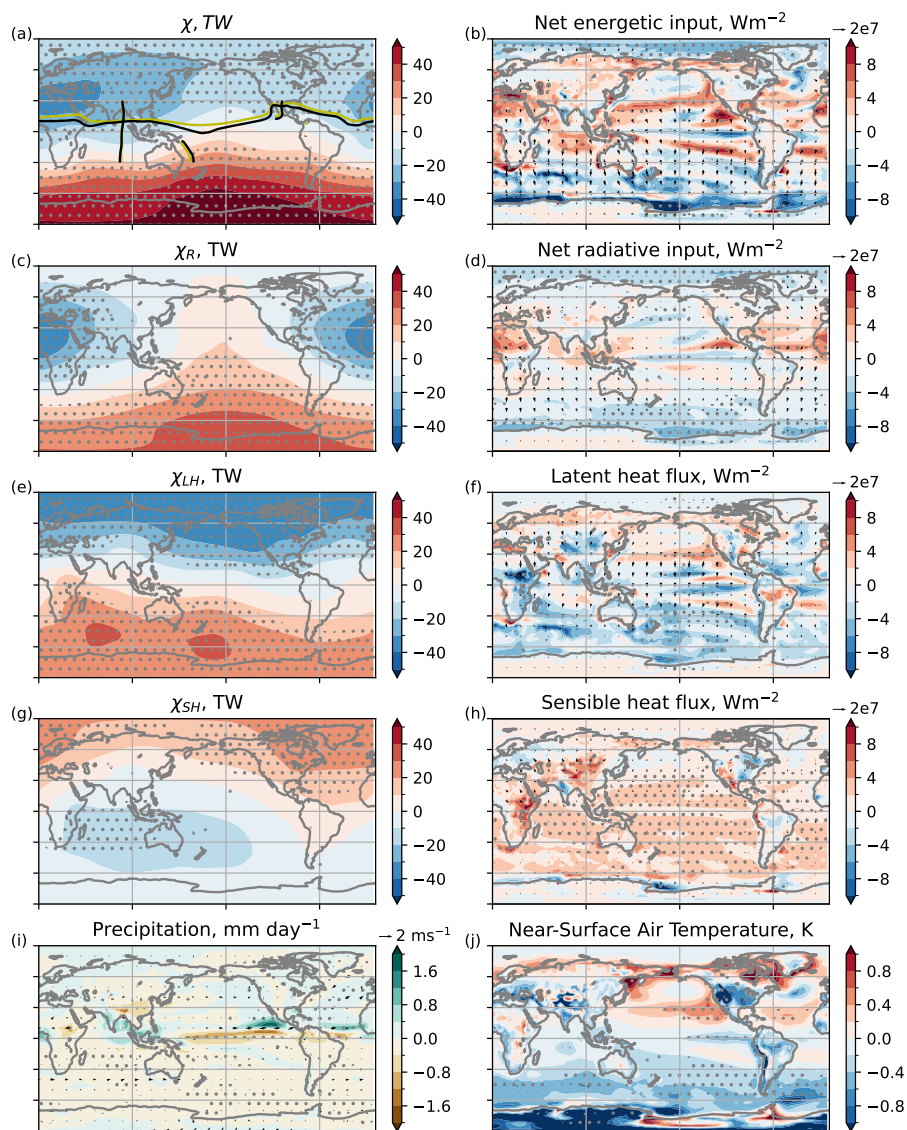 (a)
χ, TW
40
20
0
−20
−40
(b)
Net energetic input, Wm−2
→ 2e7
8
4
0
−4
−8
(c)
χR, TW
40
20
0
−20
−40
(d)
Net radiative input, Wm−2
→ 2e7
8
4
0
−4
−8
(e)
χLH, TW
40
20
0
−20
−40
(f)
Latent heat flux, Wm−2
→ 2e7
8
4
0
−4
−8
(g)
χSH, TW
40
20
0
−20
−40
(h)
Sensible heat flux, Wm−2
→ 2e7
8
4
0
−4
−8
(i)
Precipitation, mm day−1
→ 2 ms−1
1.6
0.8
0.0
−0.8
−1.6
(j)
Near-Surface Air Temperature, K
0.8
0.4
0.0
−0.4
−0.8